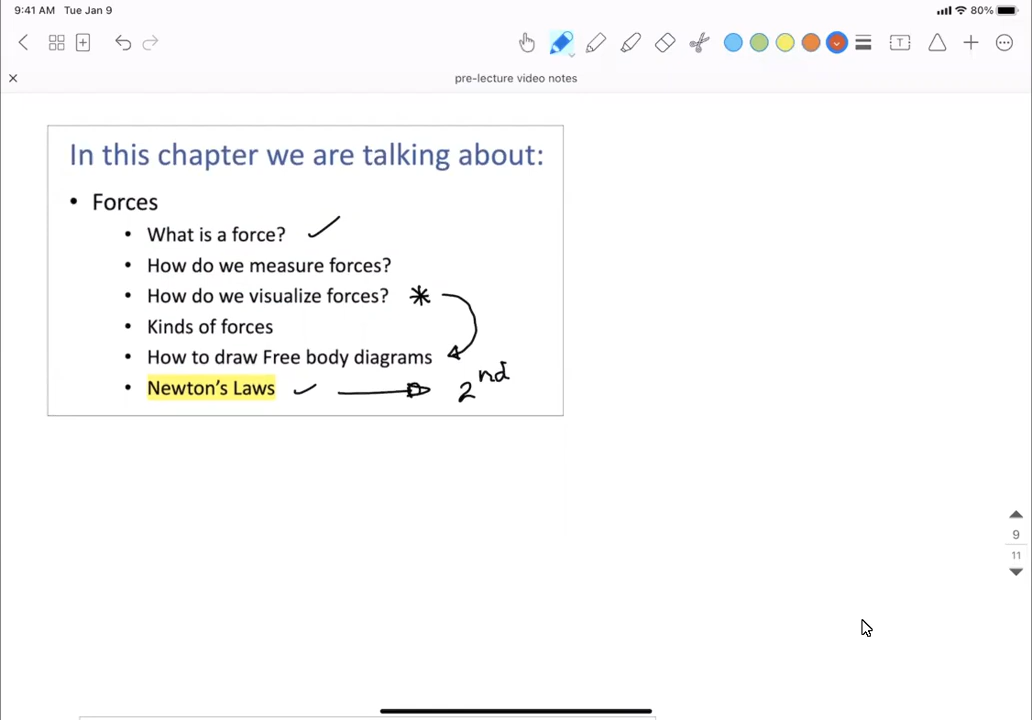 9:41 AM Tue Jan 9 80%
pre-lecture video notes
In this chapter we are talking about:
• Forces
• What is a force?
• How do we measure forces?
• How do we visualize forces? *
• Kinds of forces
• How to draw Free body diagrams
• Newton's Laws 2nd
9
11